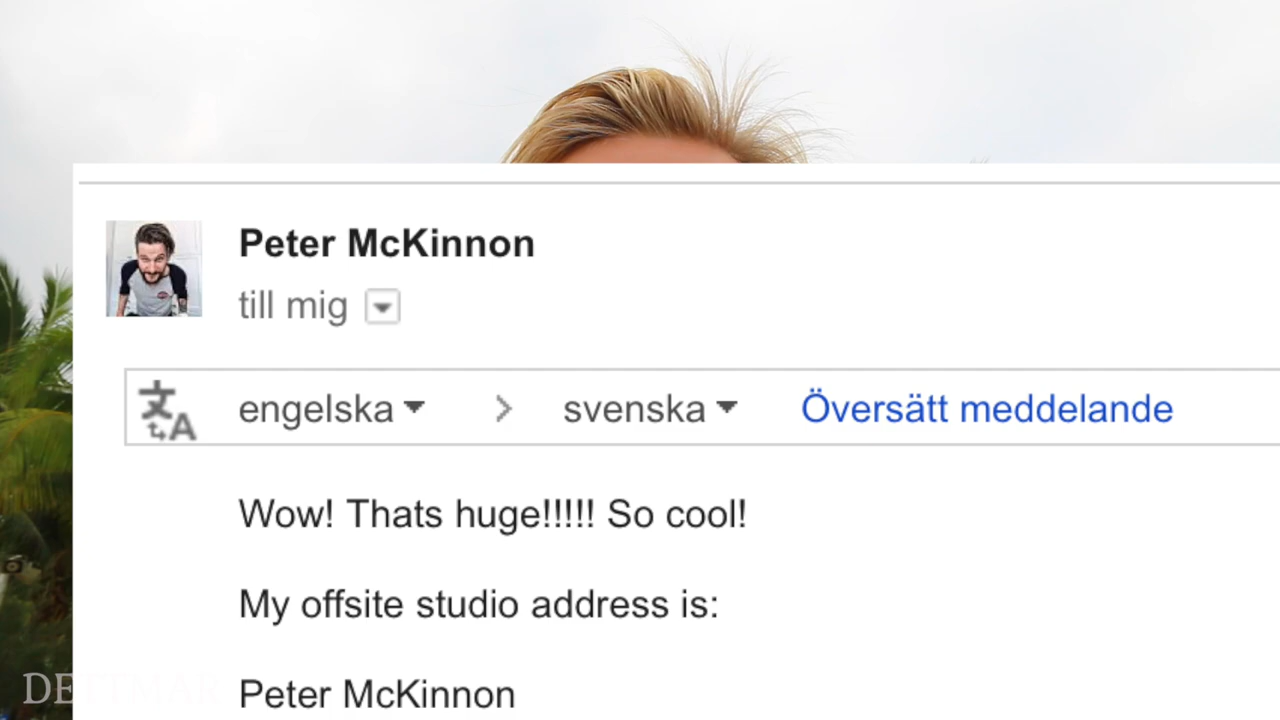 Peter McKinnon
till mig
engelska > svenska Översätt meddelande
Wow! Thats huge!!!!! So cool!
My offsite studio address is:
Peter McKinnon
DETTMAR